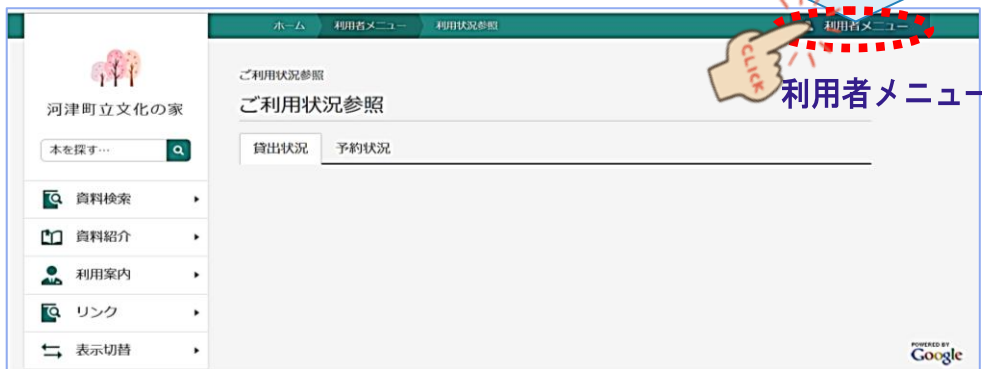 ホーム 利用者メニュー 利用状況参照 利用者メニュー
CLICK
利用者メニュー
河津町立文化の家
本を探す…
資料検索
資料紹介
利用案内
リンク
表示切替
ご利用状況参照
ご利用状況参照
貸出状況 予約状況
POWERED BY
Google